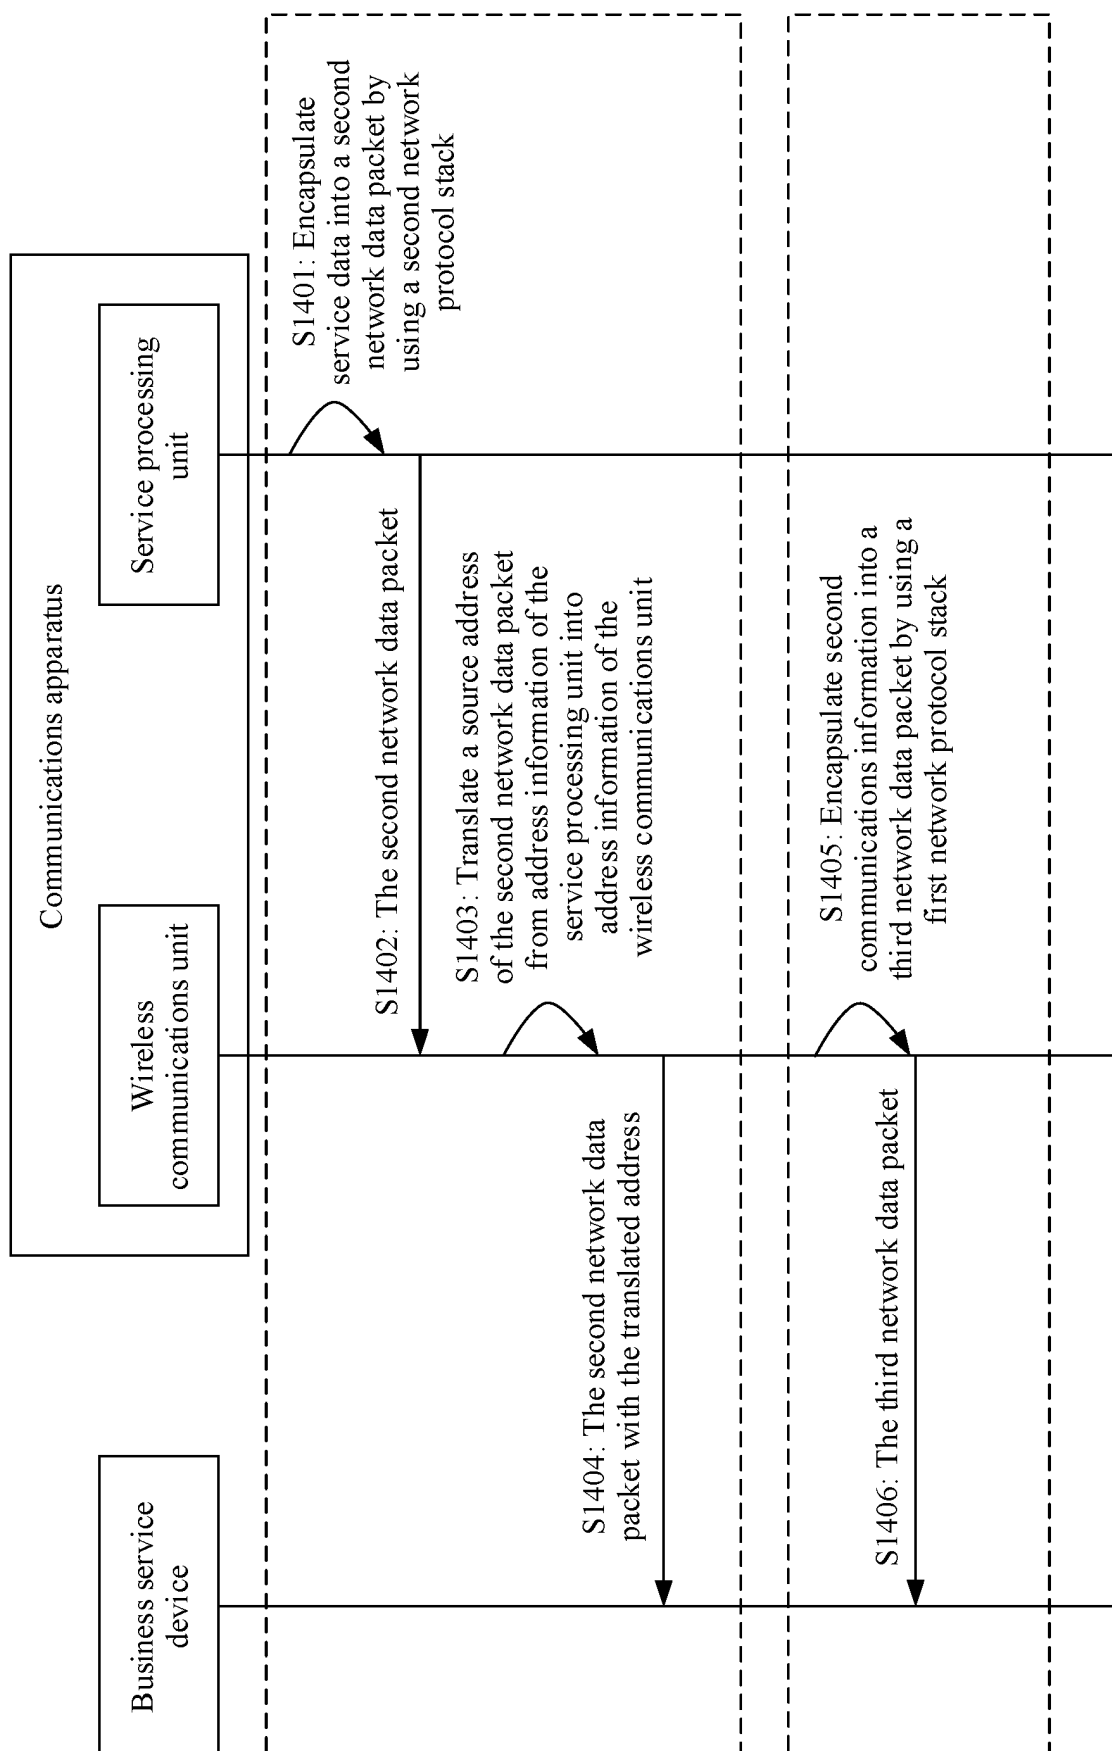 Communications apparatus
Business service
device
Wireless
communications unit
Service processing
unit
S1401: Encapsulate
service data into a second
network data packet by
using a second network
protocol stack
S1402: The second network data packet
S1403: Translate a source address
of the second network data packet
from address information of the
service processing unit into
address information of the
wireless communications unit
S1404: The second network data
packet with the translated address
S1405: Encapsulate second
communications information into a
third network data packet by using a
first network protocol stack
S1406: The third network data packet